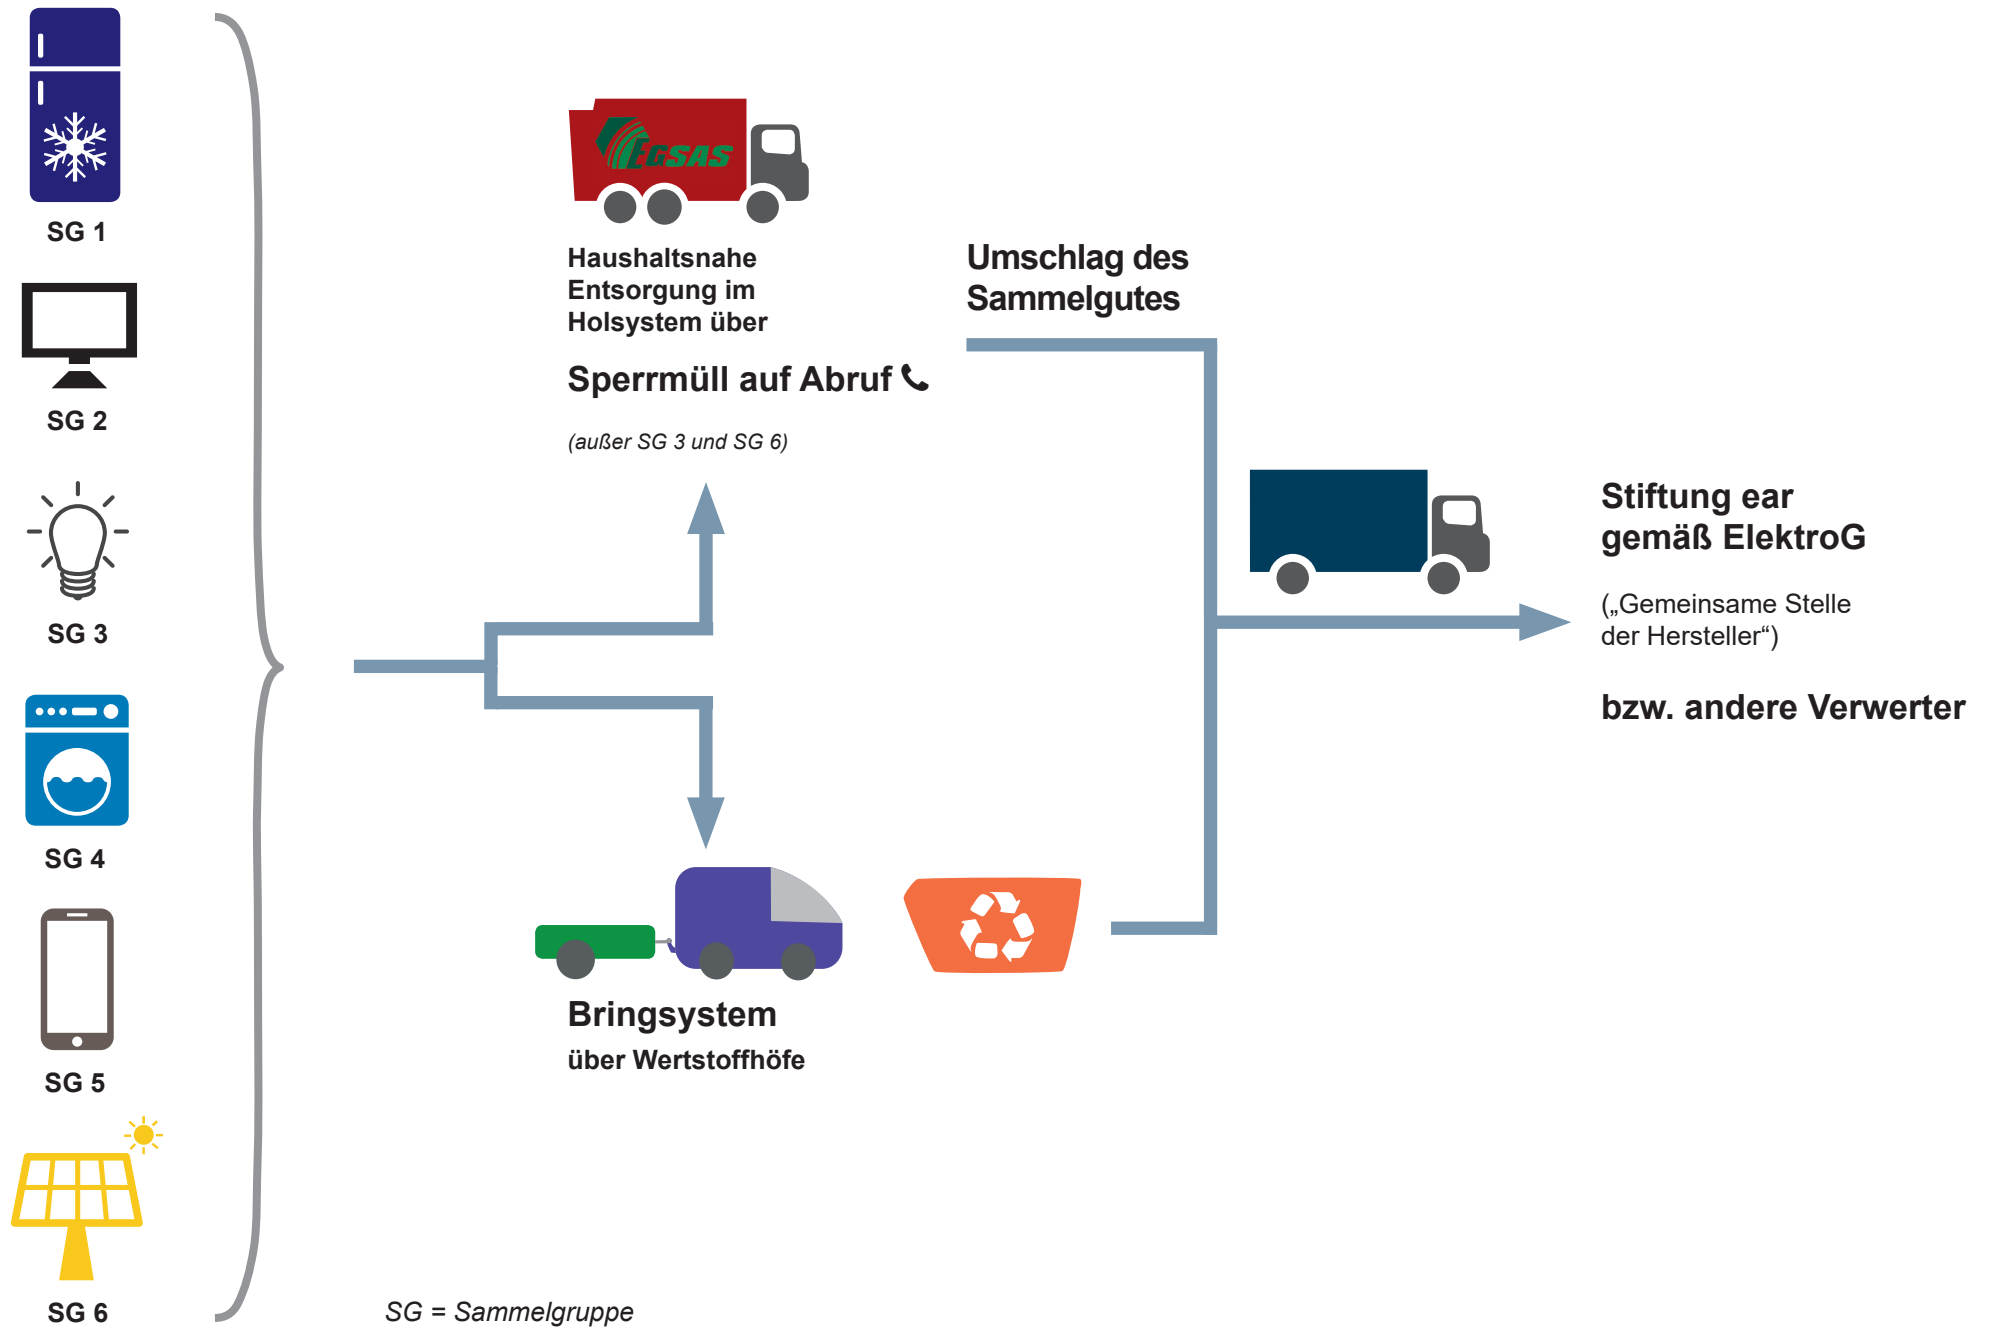 SG 1
SG 2
SG 3
SG 4
SG 5
SG 6
EGSAS
Haushaltsnahe
Entsorgung im
Holsystem über
Sperrmüll auf Abruf
(außer SG 3 und SG 6)
Bringsystem
über Wertstoffhöfe
Umschlag des
Sammelgutes
Stiftung ear
gemäß ElektroG
(„Gemeinsame Stelle
der Hersteller“)
bzw. andere Verwerter
SG = Sammelgruppe